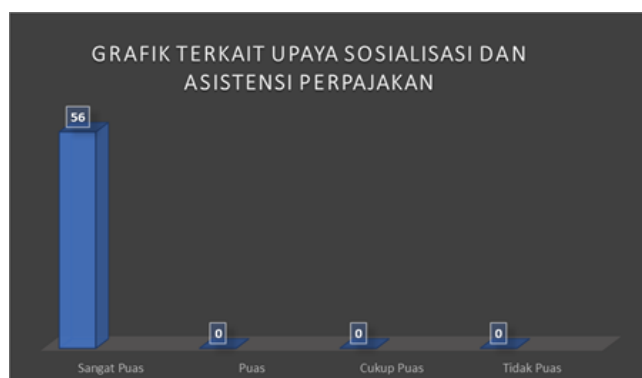 GRAFIK TERKAIT UPAYA SOSIALISASI DAN
ASISTENSI PERPAJAKAN
56
0
0
0
Sangat Puas
Puas
Cukup Puas
Tidak Puas